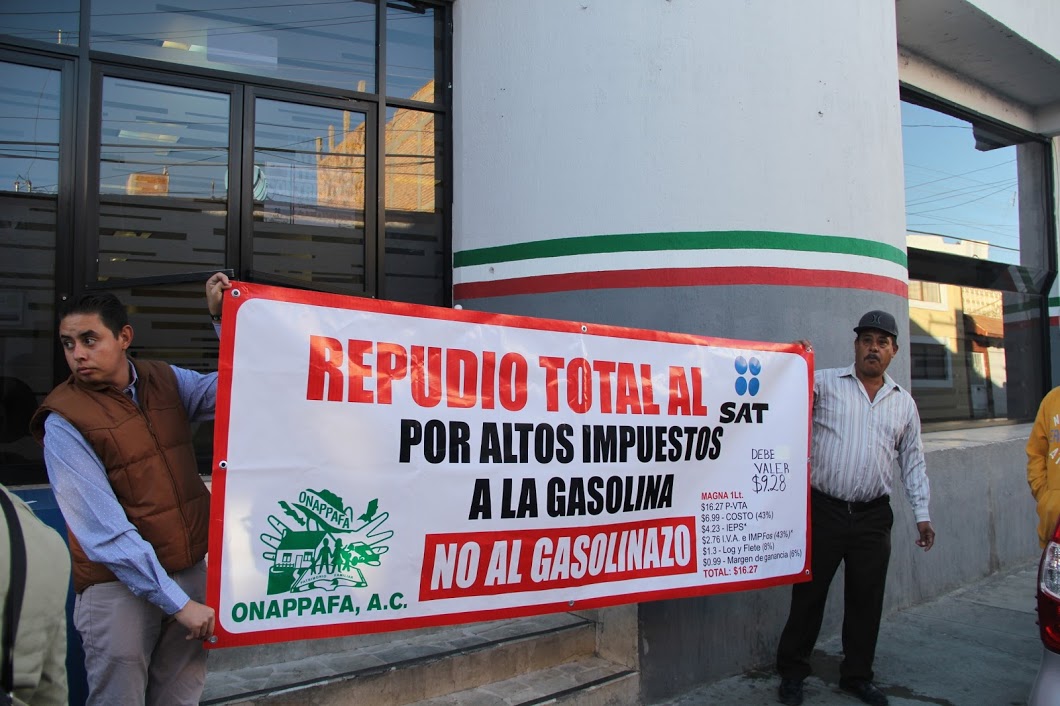 REPUDIO TOTAL AL
SAT
POR ALTOS IMPUESTOS
A LA GASOLINA
NO AL GASOLINAZO
DEBE
VALER
$9.28
MAGNA 1Lt.
$16.27 P-VTA
$6.99 - COSTO (43%)
$4.23 - IEPS*
$2.76 I.V.A. e IMP Fos (43%)*
$1.3 - Log y Flete (8%)
$0.99 - Margen de ganancia (6%)
TOTAL: $16.27
ONAPPAFA
ONAPPAFA, A.C.